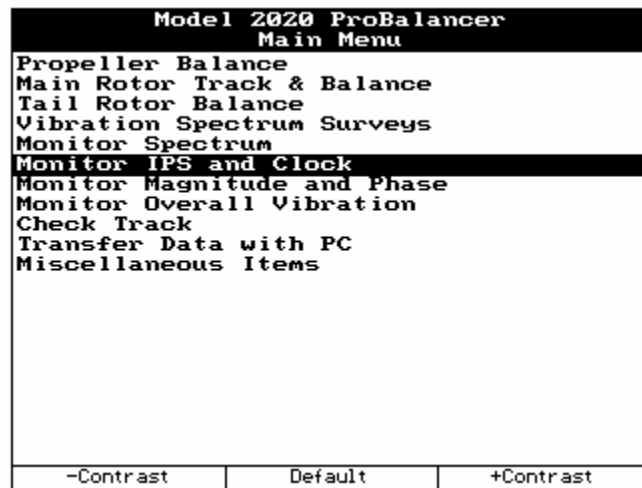 Model 2020 ProBalancer
Main Menu
Propeller Balance
Main Rotor Track & Balance
Tail Rotor Balance
Vibration Spectrum Surveys
Monitor Spectrum
Monitor IPS and Clock
Monitor Magnitude and Phase
Monitor Overall Vibration
Check Track
Transfer Data with PC
Miscellaneous Items
-Contrast Default +Contrast